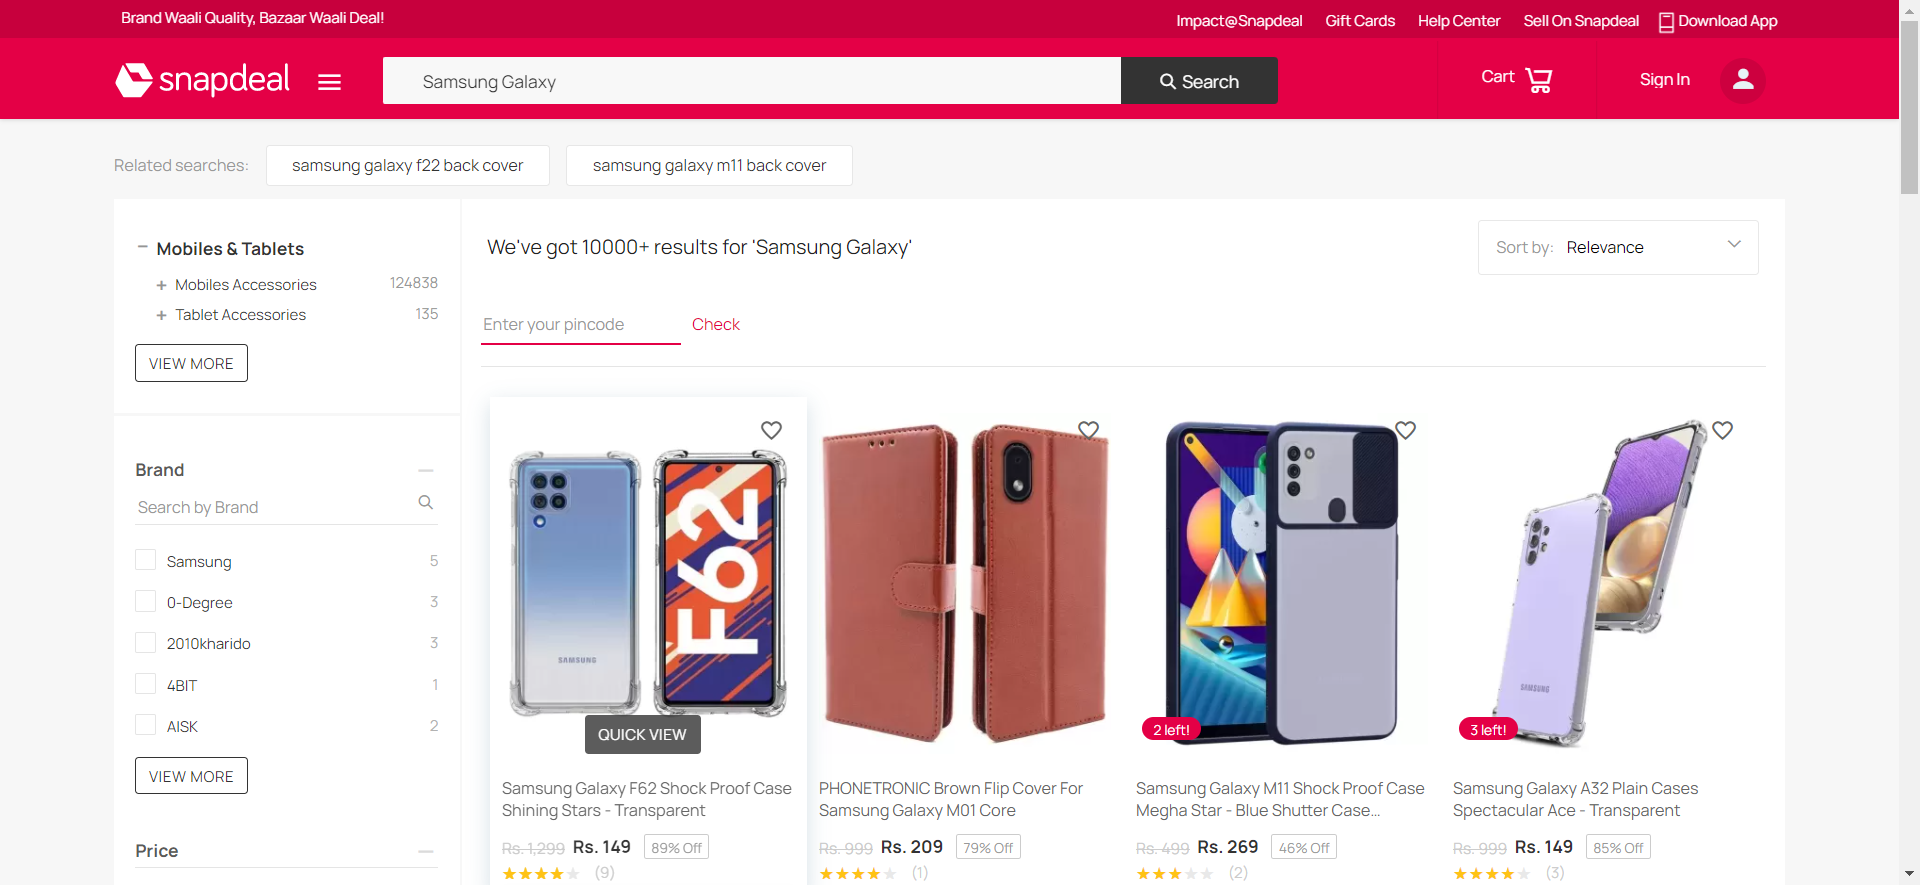 Brand Waali Quality, Bazaar Waali Deal!
Impact@Snapdeal Gift Cards Help Center Sell On Snapdeal Download App
snapdeal
Samsung Galaxy
Search
Cart
Sign In
Related searches: samsung galaxy f22 back cover samsung galaxy m11 back cover
Mobiles & Tablets
+ Mobiles Accessories 124838
+ Tablet Accessories 135
VIEW MORE
Brand
Search by Brand
Samsung 5
0-Degree 3
2010kharido 3
4BIT 1
AISK 2
VIEW MORE
Price
We've got 10000+ results for 'Samsung Galaxy'
Sort by: Relevance
Enter your pincode Check
SAMSUNG
F62
QUICK VIEW
Samsung Galaxy F62 Shock Proof Case
Shining Stars - Transparent
Rs. 1,299 Rs. 149 89% Off
(9)
PHONETRONIC Brown Flip Cover For
Samsung Galaxy M01 Core
Rs. 999 Rs. 209 79% Off
(1)
2 left!
Samsung Galaxy M11 Shock Proof Case
Megha Star - Blue Shutter Case...
Rs. 499 Rs. 269 46% Off
(2)
SAMSUNG
3 left!
Samsung Galaxy A32 Plain Cases
Spectacular Ace - Transparent
Rs. 999 Rs. 149 85% Off
(3)